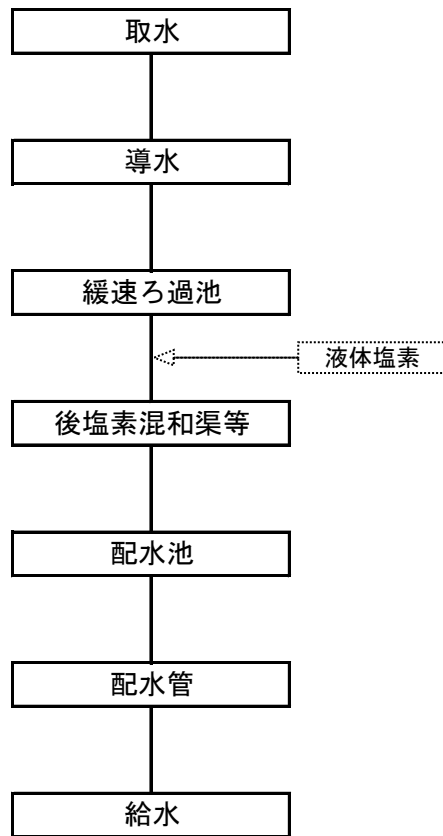 取水
導水
緩速ろ過池
液体塩素
後塩素混和渠等
配水池
配水管
給水